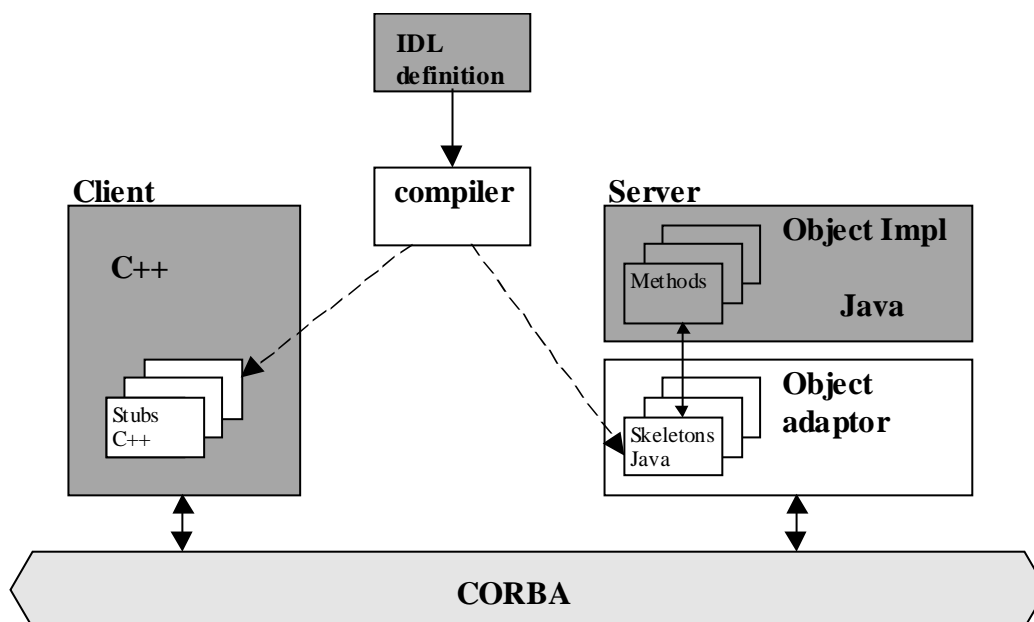 IDL
definition
Client
compiler
Server
C++
Object Impl
Methods
Java
Stubs
C++
Object
adaptor
Skeletons
Java
CORBA